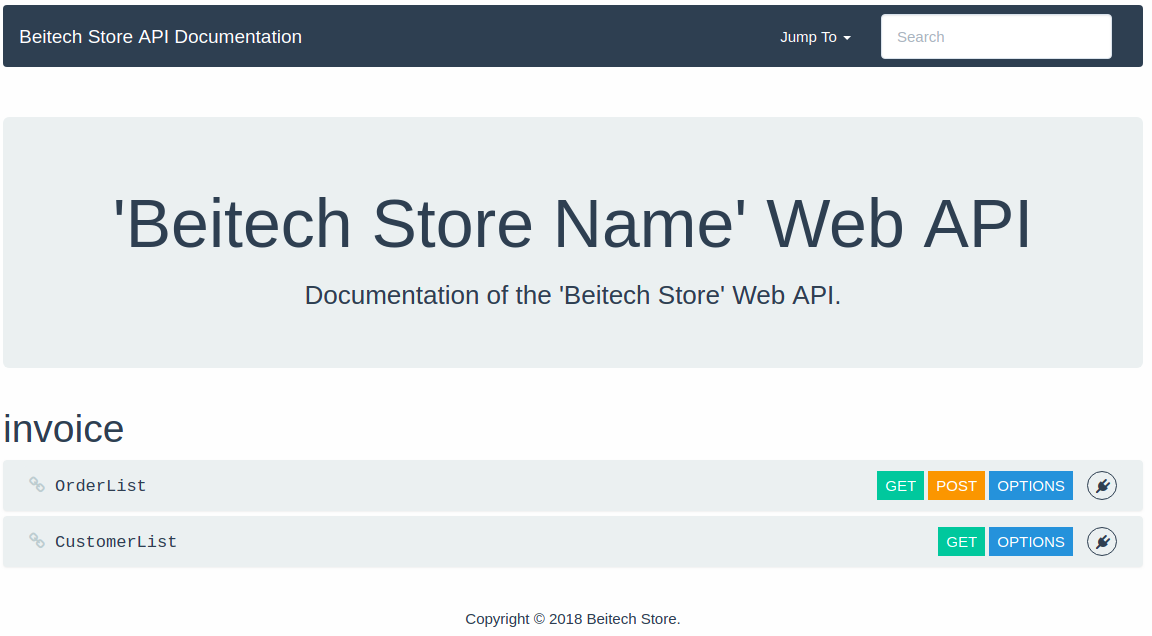 Beitech Store API Documentation Jump To Search
'Beitech Store Name' Web API
Documentation of the 'Beitech Store' Web API.
invoice
OrderList GET POST OPTIONS
CustomerList GET OPTIONS
Copyright © 2018 Beitech Store.